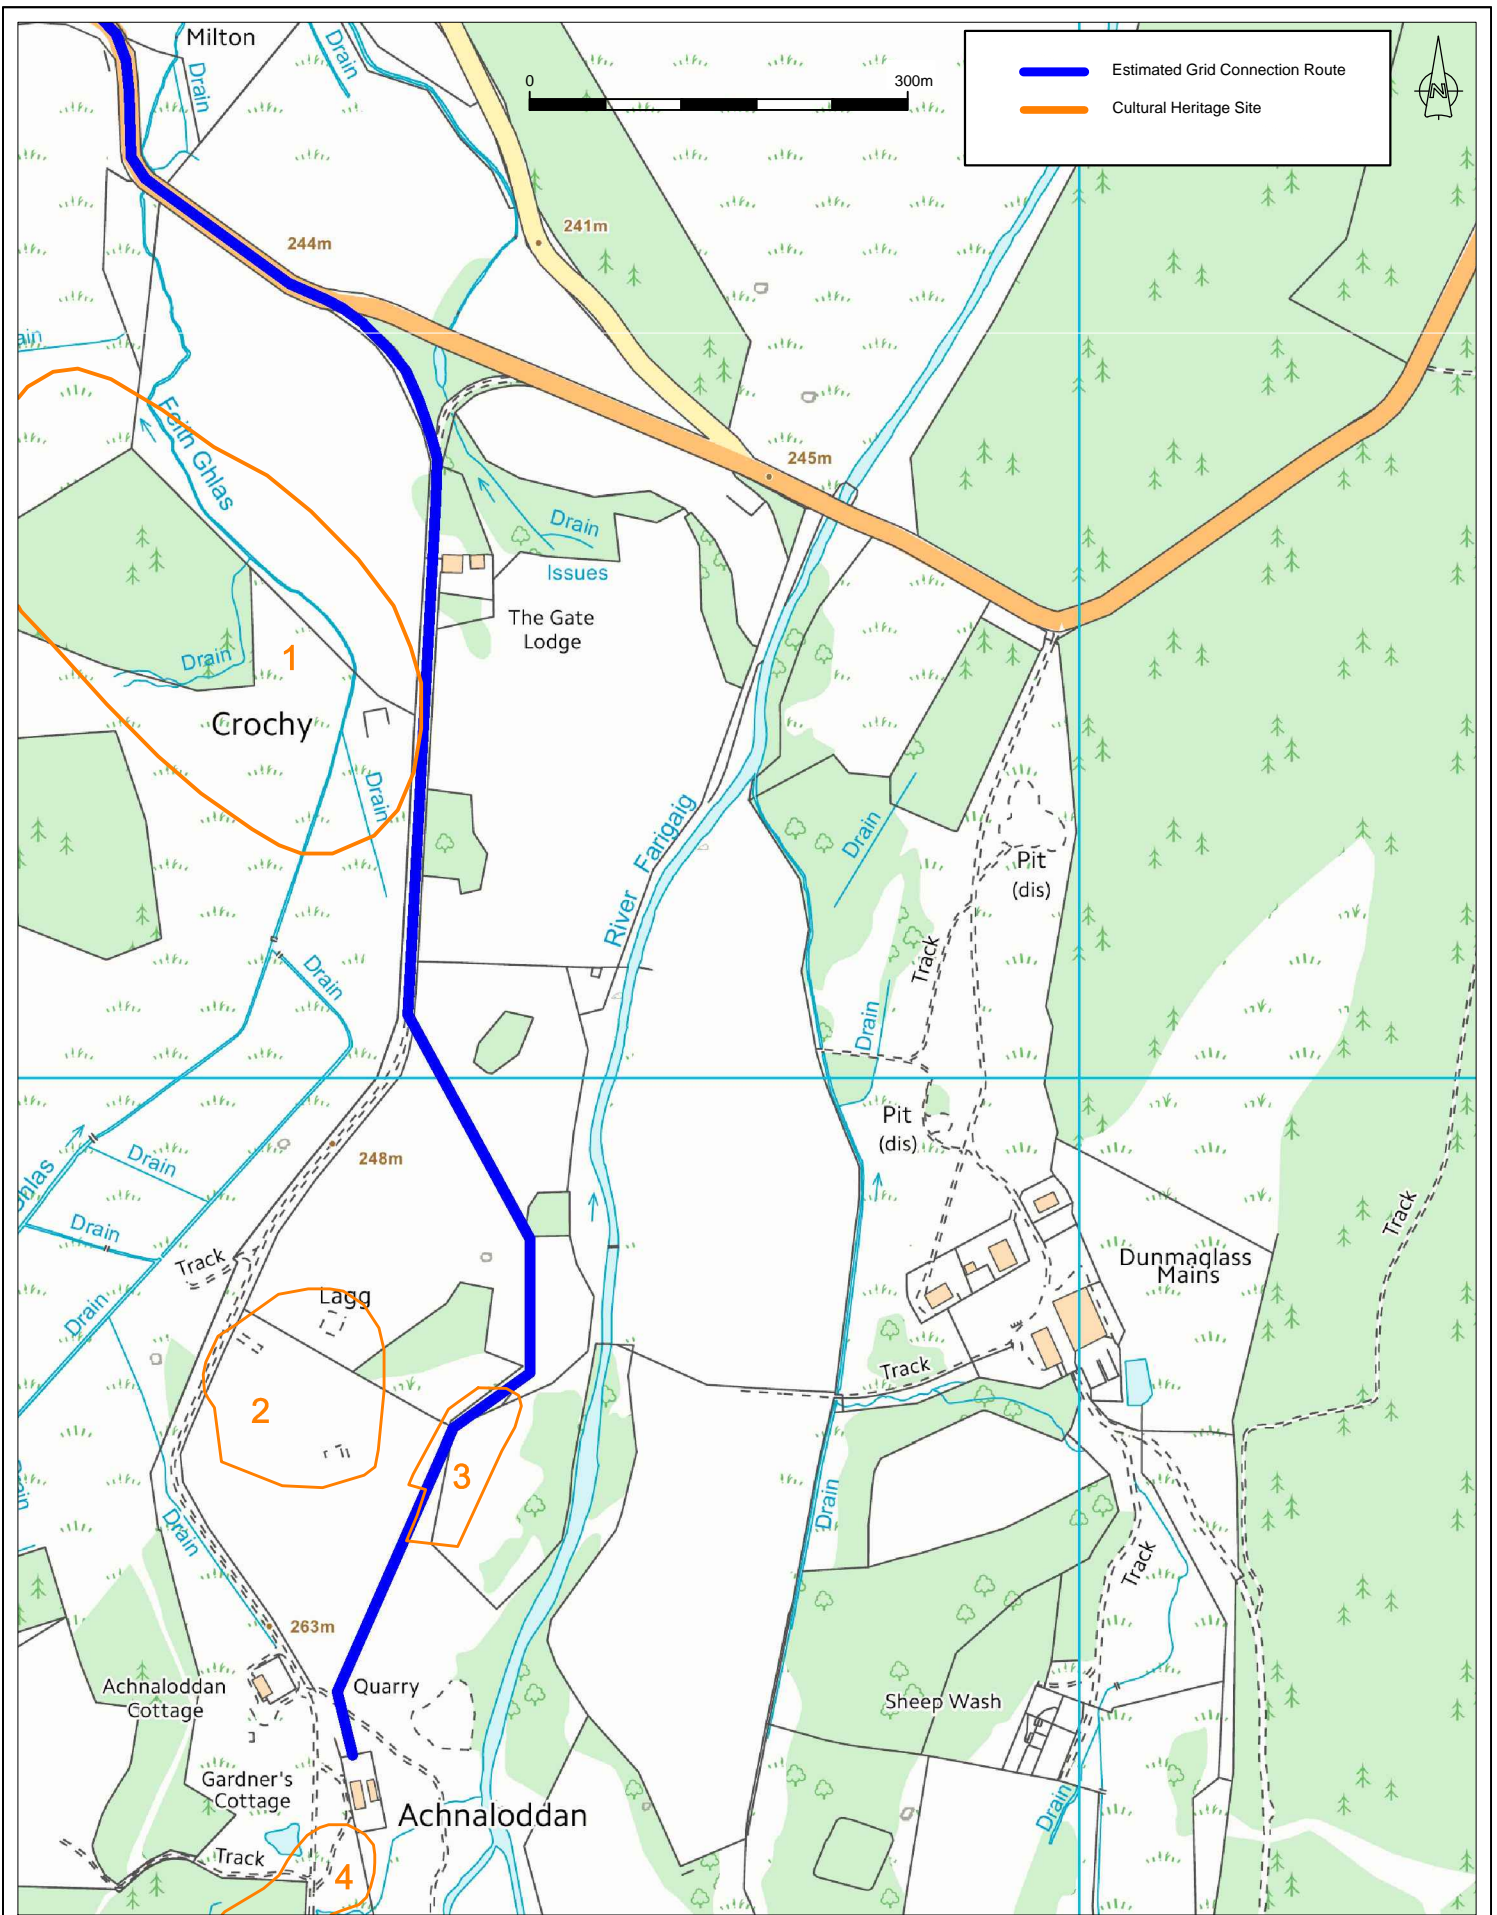 Milton
Drain
Drain
0
300m
Estimated Grid Connection Route
Cultural Heritage Site
N
244m
241m
ain
Feith Ghlas
245m
Drain
Issues
The Gate
Lodge
1
Drain
Crochy
Drain
River Farigaig
Drain
Pit
(dis)
Track
Drain
Drain
Pit
(dis)
248m
Drain
Ghlas
Drain
Track
Drain
Lagg
2
3
Track
Dunmaglass
Mains
Track
Drain
Drain
Drain
Track
263m
Achnaloddan
Cottage
Quarry
Sheep Wash
Gardner's
Cottage
Achnaloddan
Drain
Track
4